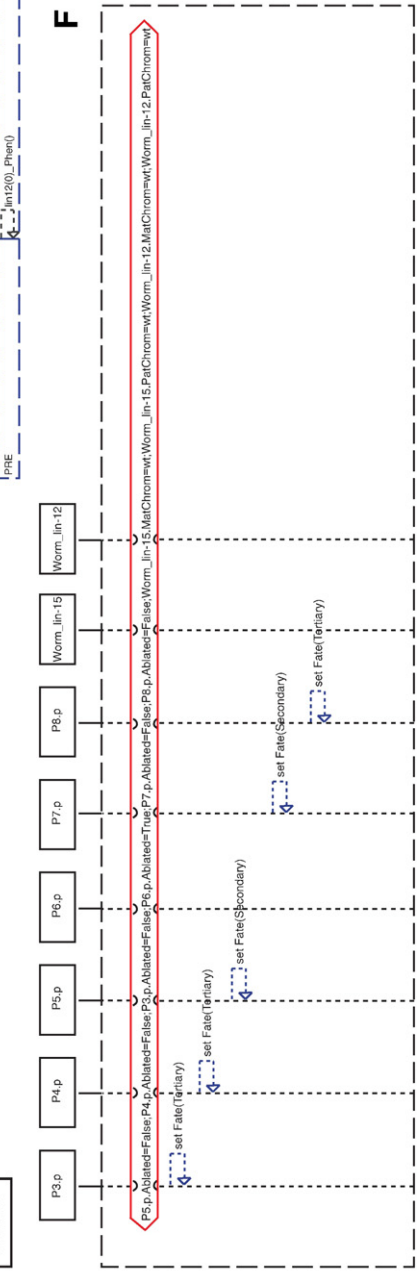 lin12(0)_Phen()
PRE
F
P3.p
P4.p
P5.p
P6.p
P7.p
P8.p
Worm_lin-15
Worm_lin-12
P5.p.Ablated=False;P4.p.Ablated=False;P3.p.Ablated=False;P6.p.Ablated=True;P7.p.Ablated=False;P8.p.Ablated=False;Worm_lin-15.MatChrom=wt;Worm_lin-15.PatChrom=wt;Worm_lin-12.MatChrom=wt;Worm_lin-12.PatChrom=wt
set Fate(Tertiary)
set Fate(Tertiary)
set Fate(Secondary)
set Fate(Secondary)
set Fate(Tertiary)